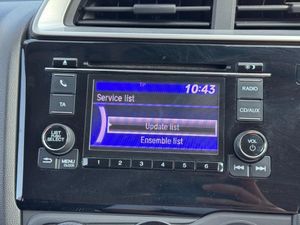 10:43
Service list
Update list
Ensemble list
TA
LIST
SELECT
MENU
CLOCK
RADIO
CD/AUX
VOL
1 2 3 4 5 6